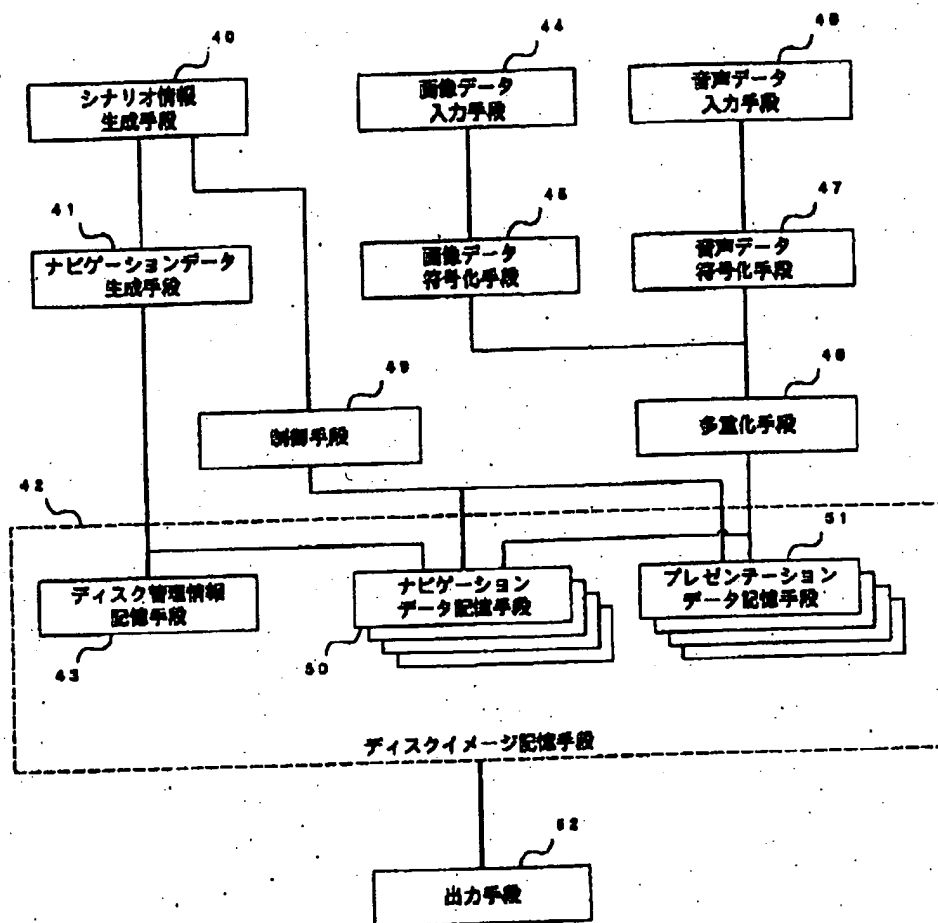 40
シナリオ情報
生成手段
44
画像データ
入力手段
46
音声データ
入力手段
41
ナビゲーションデータ
生成手段
45
画像データ
符号化手段
47
音声データ
符号化手段
49
制御手段
48
多重化手段
42
ディスク管理情報
記憶手段
43
ナビゲーション
データ記憶手段
50
51
プレゼンテーション
データ記憶手段
ディスクイメージ記憶手段
52
出力手段